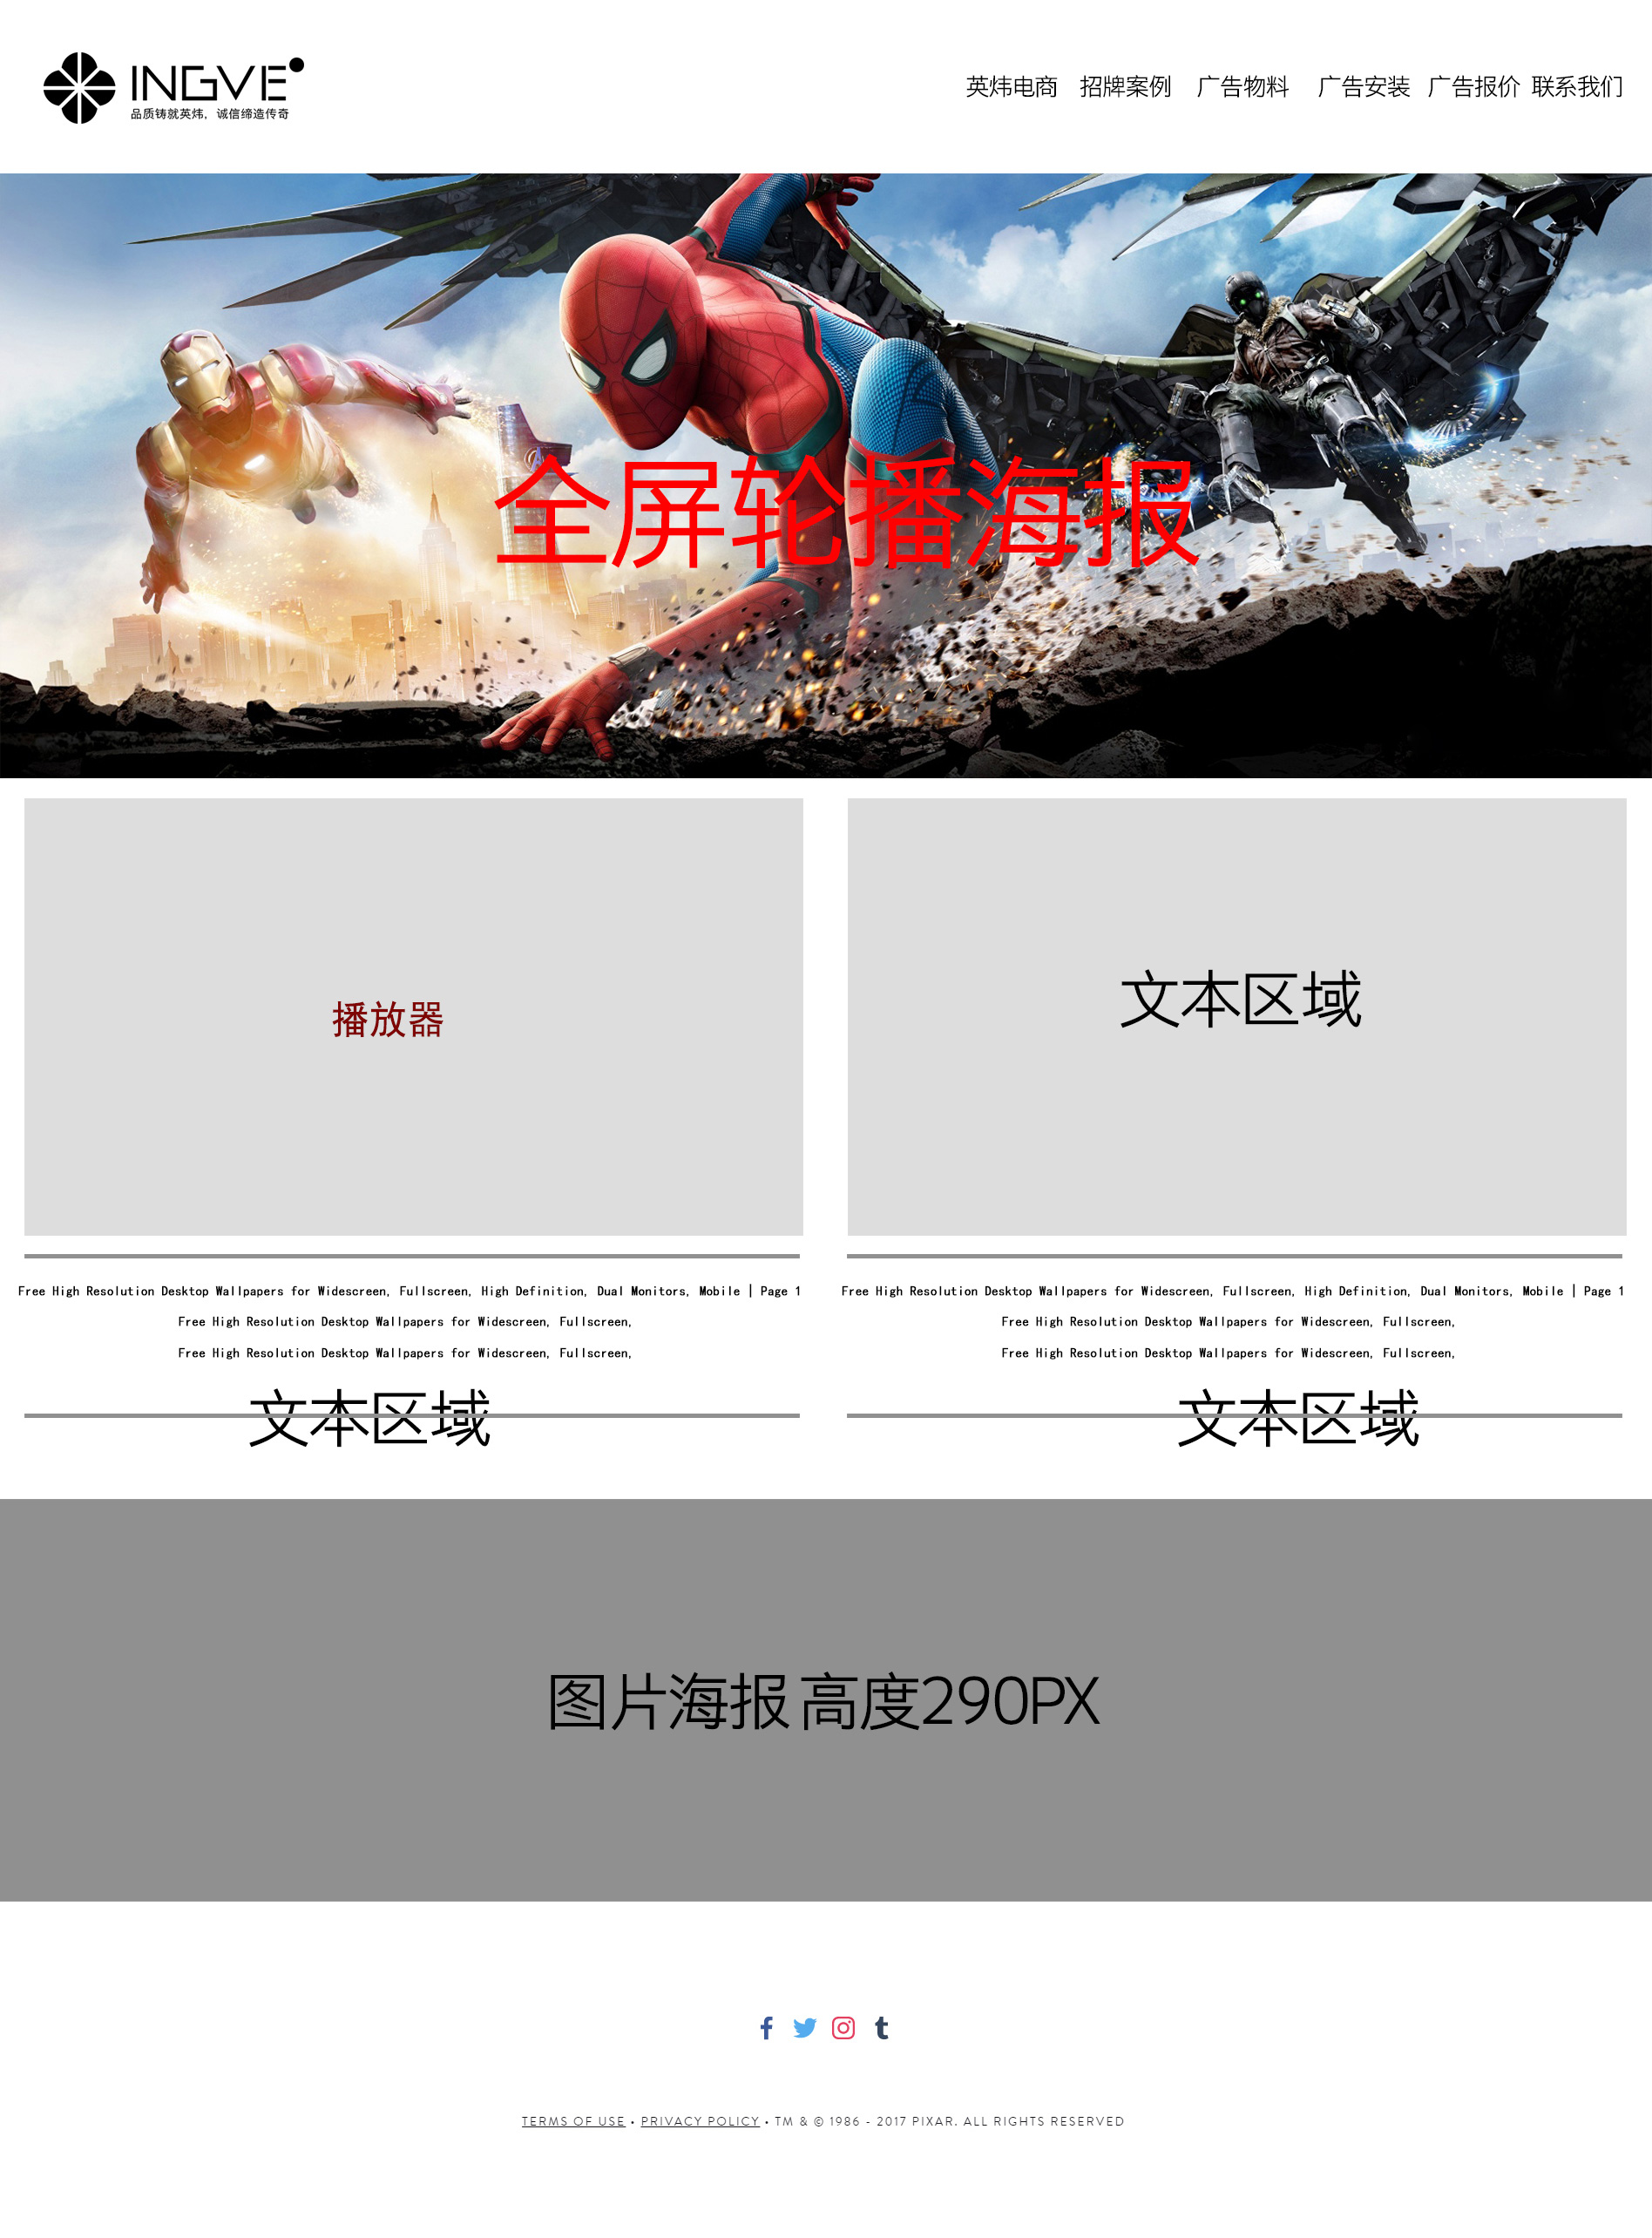 INGVE
品质铸就英炜，诚信缔造传奇
英炜电商 招牌案例 广告物料 广告安装 广告报价 联系我们
全屏轮播海报
播放器
文本区域
Free High Resolution Desktop Wallpapers for Widescreen, Fullscreen, High Definition, Dual Monitors, Mobile | Page 1
Free High Resolution Desktop Wallpapers for Widescreen, Fullscreen,
Free High Resolution Desktop Wallpapers for Widescreen, Fullscreen,
文本区域
Free High Resolution Desktop Wallpapers for Widescreen, Fullscreen, High Definition, Dual Monitors, Mobile | Page 1
Free High Resolution Desktop Wallpapers for Widescreen, Fullscreen,
Free High Resolution Desktop Wallpapers for Widescreen, Fullscreen,
文本区域
图片海报 高度290PX
TERMS OF USE • PRIVACY POLICY • TM & © 1986 - 2017 PIXAR. ALL RIGHTS RESERVED